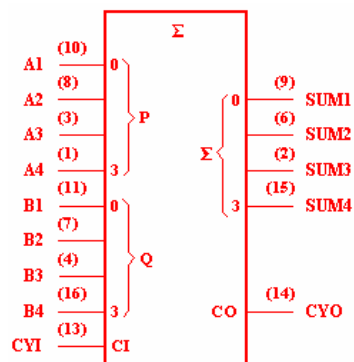 Σ
(10)
A1 0 (9)
(8) 0 SUM1
A2 (6)
(3) P SUM2
A3 Σ (2)
(1) SUM3
A4 3 (15)
(11) 3 SUM4
B1 0
(7)
B2
(4) Q
B3
(16) (14)
B4 3 CO CYO
(13)
CYI CI